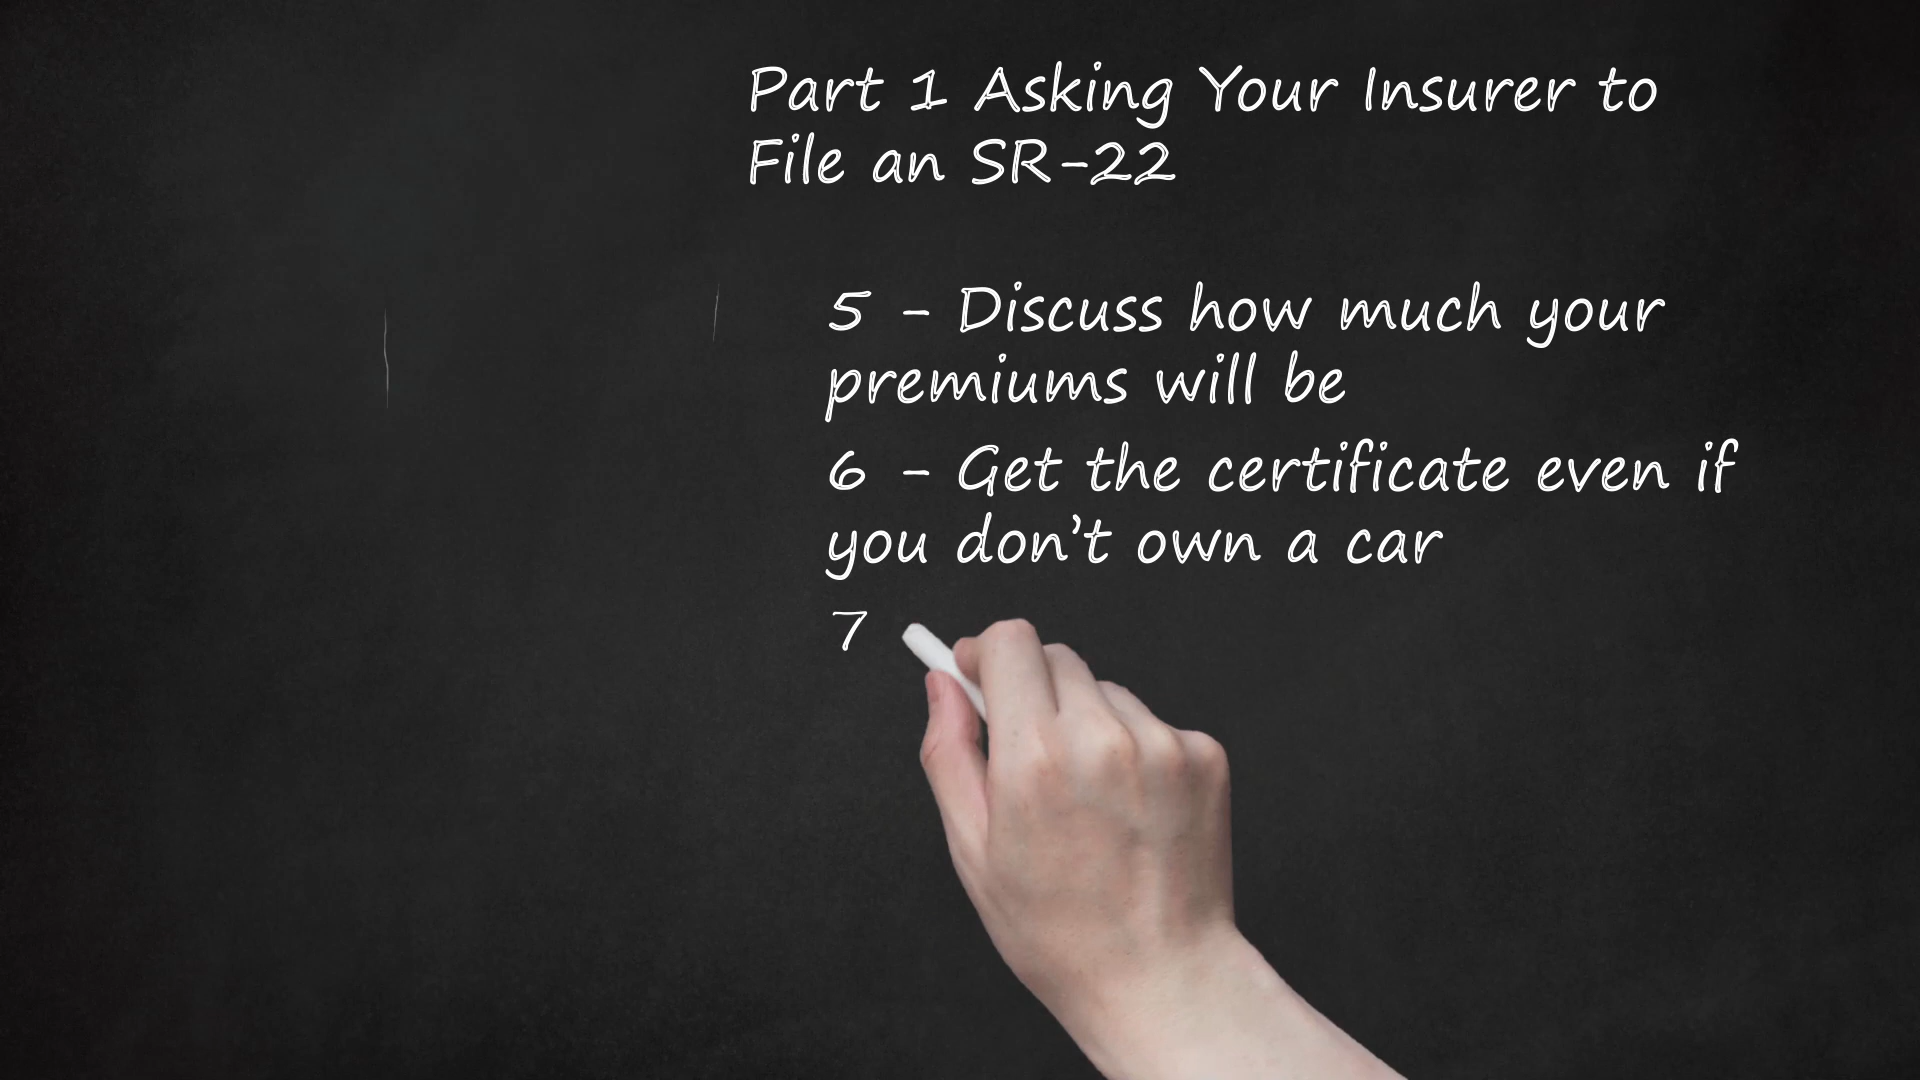 Part 1 Asking Your Insurer to
File an SR-22
5 - Discuss how much your
premiums will be
6 - Get the certificate even if
you don’t own a car
7